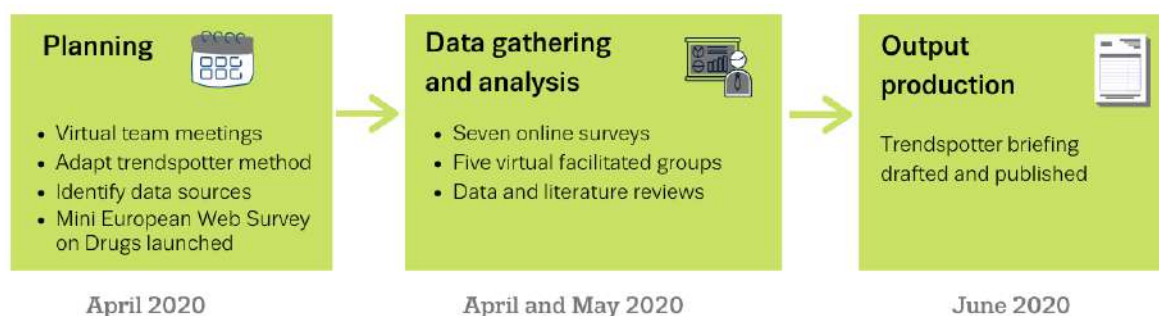 Planning
• Virtual team meetings
• Adapt trendspotter method
• Identify data sources
• Mini European Web Survey
on Drugs launched
April 2020
Data gathering
and analysis
• Seven online surveys
• Five virtual facilitated groups
• Data and literature reviews
April and May 2020
Output
production
Trendspotter briefing
drafted and published
June 2020